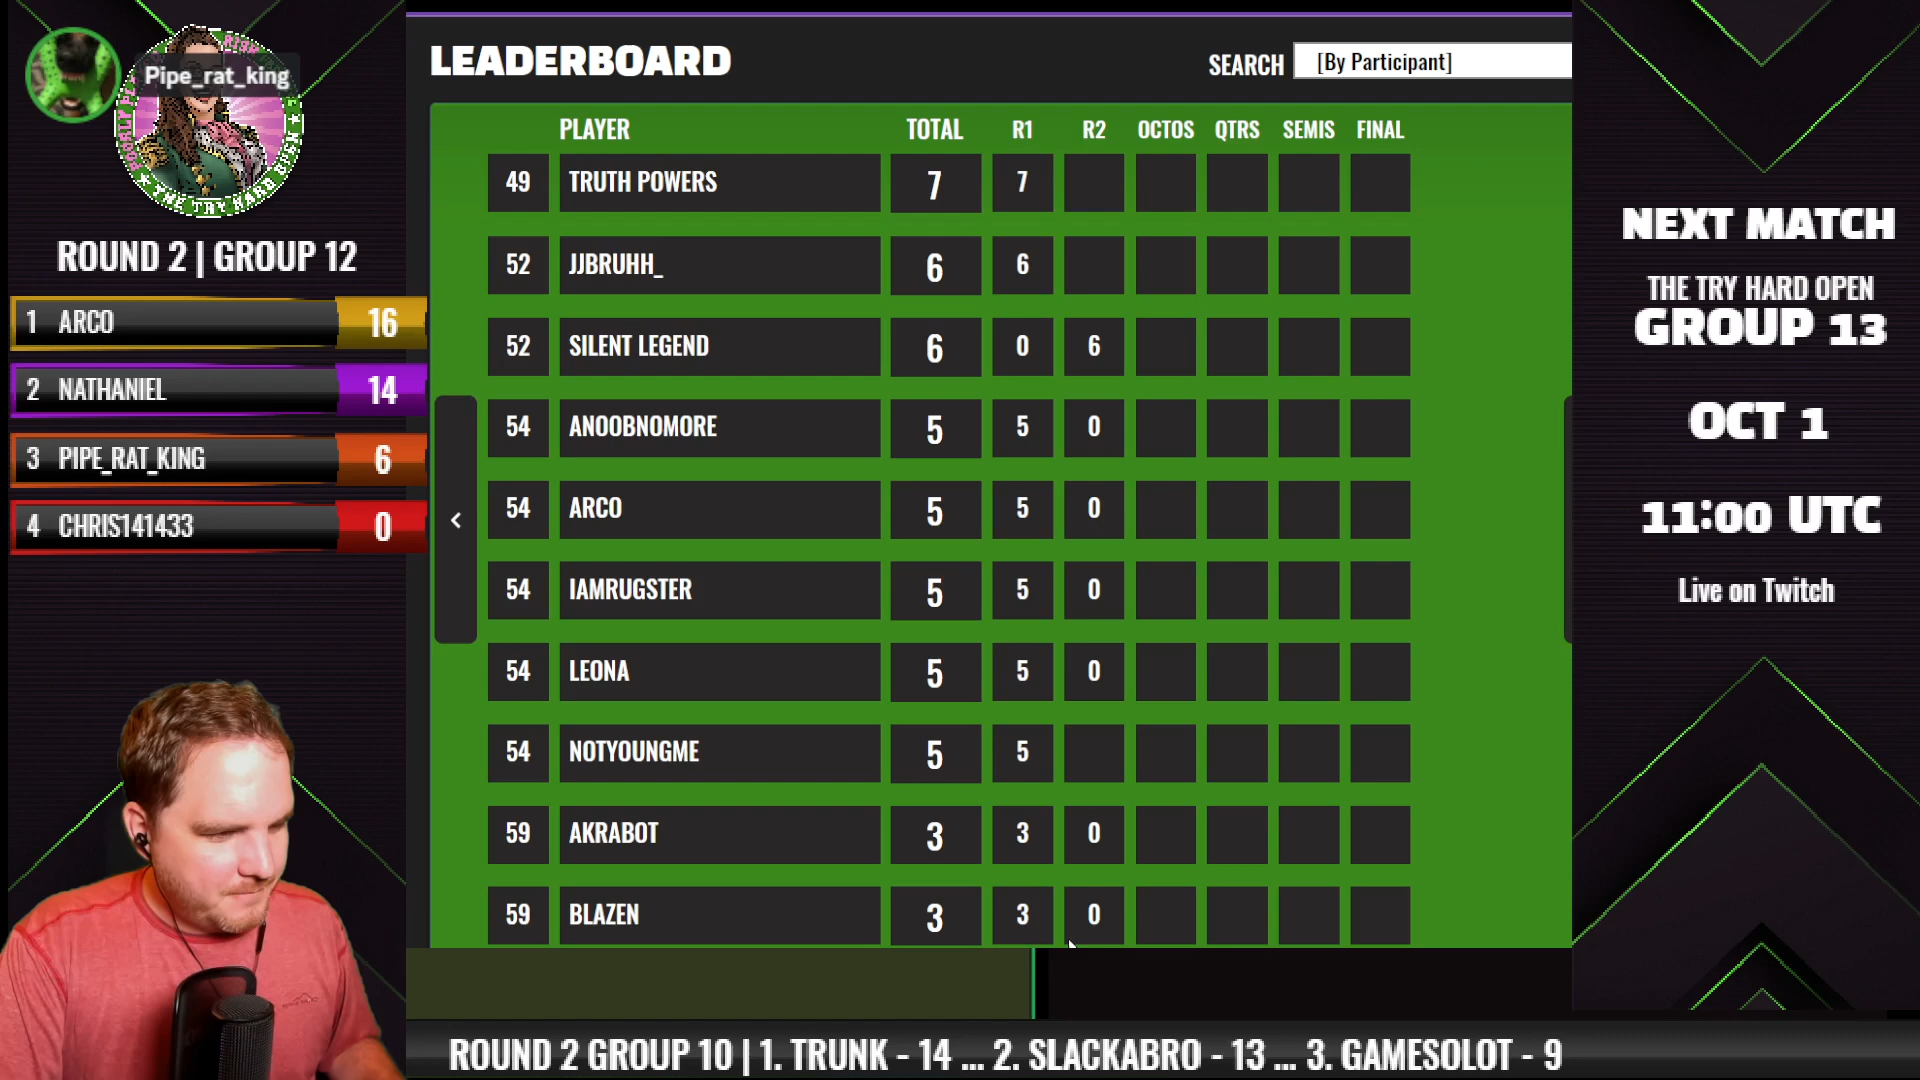 Pipe_rat_king
THE TRY HARD
ROUND 2 | GROUP 12
1 ARCO 16
2 NATHANIEL 14
3 PIPE_RAT_KING 6
4 CHRIS141433 0
LEADERBOARD
SEARCH [By Participant]
PLAYER TOTAL R1 R2 OCTOS QTRS SEMIS FINAL
49 TRUTH POWERS 7 7
52 JJBRUHH_ 6 6
52 SILENT LEGEND 6 0 6
54 ANOOBNOMORE 5 5 0
54 ARCO 5 5 0
54 IAMRUGSTER 5 5 0
54 LEONA 5 5 0
54 NOTYOUNGME 5 5
59 AKRABOT 3 3 0
59 BLAZEN 3 3 0
NEXT MATCH
THE TRY HARD OPEN
GROUP 13
OCT 1
11:00 UTC
Live on Twitch
ROUND 2 GROUP 10 | 1. TRUNK - 14 ... 2. SLACKABRO - 13 ... 3. GAMESOLOT - 9